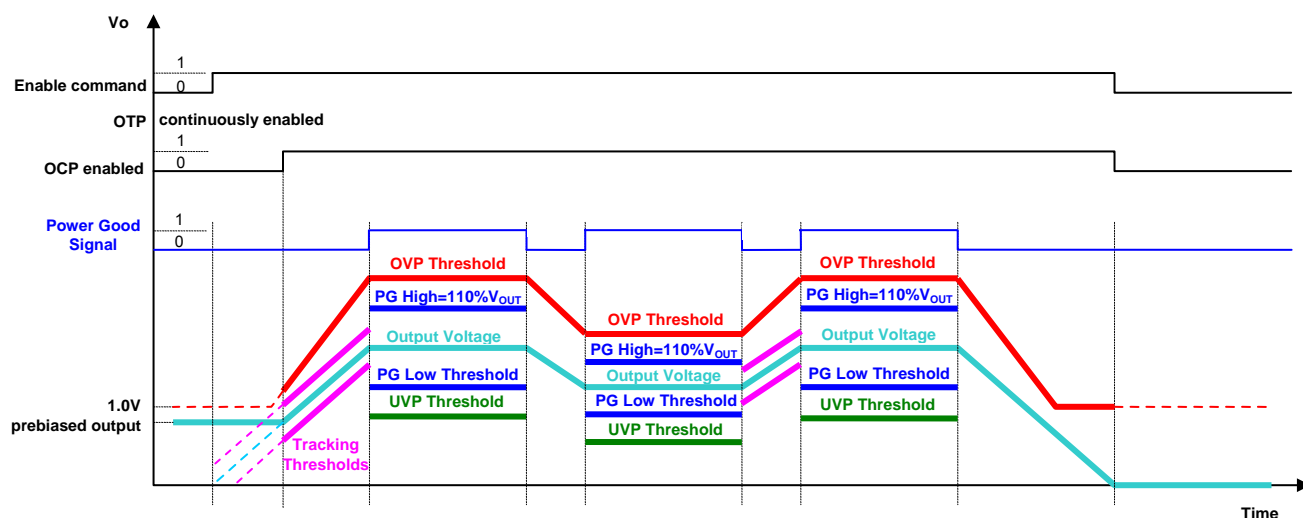 Vo
1
Enable command
0
OTP continuously enabled
1
OCP enabled
0
Power Good
Signal
1
0
OVP Threshold
OVP Threshold
PG High=110%VOUT
PG High=110%VOUT
OVP Threshold
Output Voltage
Output Voltage
PG High=110%VOUT
PG Low Threshold
Output Voltage
PG Low Threshold
1.0V
prebiased output
UVP Threshold
PG Low Threshold
UVP Threshold
Tracking
Thresholds
UVP Threshold
Time